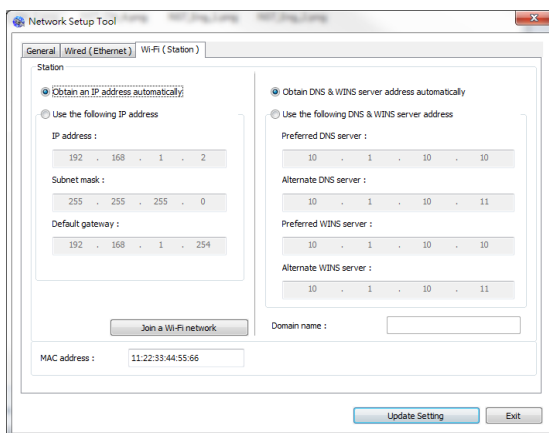 Network Setup Tool
General Wired ( Ethernet ) Wi-Fi ( Station )
Station
Obtain an IP address automatically
Use the following IP address
IP address :
192 . 168 . 1 . 2
Subnet mask :
255 . 255 . 255 . 0
Default gateway :
192 . 168 . 1 . 254
Join a Wi-Fi network
Obtain DNS & WINS server address automatically
Use the following DNS & WINS server address
Preferred DNS server :
10 . 1 . 10 . 10
Alternate DNS server :
10 . 1 . 10 . 11
Preferred WINS server :
10 . 1 . 10 . 10
Alternate WINS server :
10 . 1 . 10 . 11
Domain name :
MAC address : 11:22:33:44:55:66
Update Setting Exit